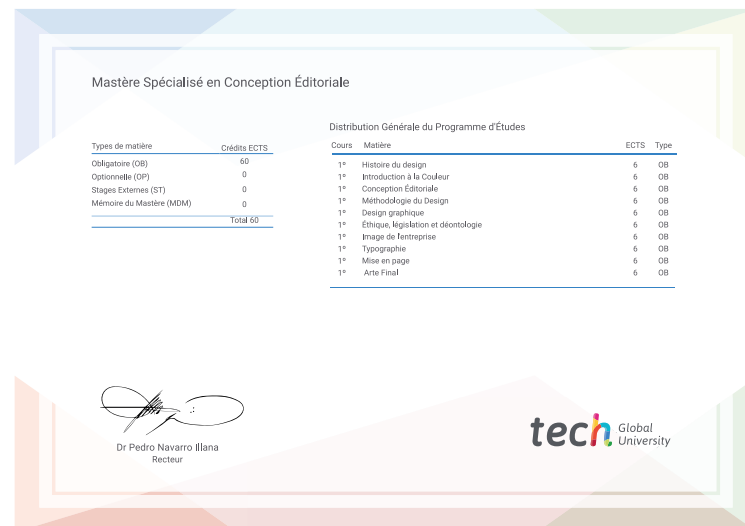 Mastère Spécialisé en Conception Éditoriale
Types de matière Crédits ECTS
Obligatoire (OB) 60
Optionnelle (OP) 0
Stages Externes (ST) 0
Mémoire du Mastère (MDM) 0
Total 60
Distribution Générale du Programme d'Études
Cours Matière ECTS Type
1º Histoire du design 6 OB
1º Introduction à la Couleur 6 OB
1º Conception Éditoriale 6 OB
1º Méthodologie du Design 6 OB
1º Design graphique 6 OB
1º Éthique, législation et déontologie 6 OB
1º Image de l'entreprise 6 OB
1º Typographie 6 OB
1º Mise en page 6 OB
1º Arte Final 6 OB
Dr Pedro Navarro Illana
Recteur
tech Global
University